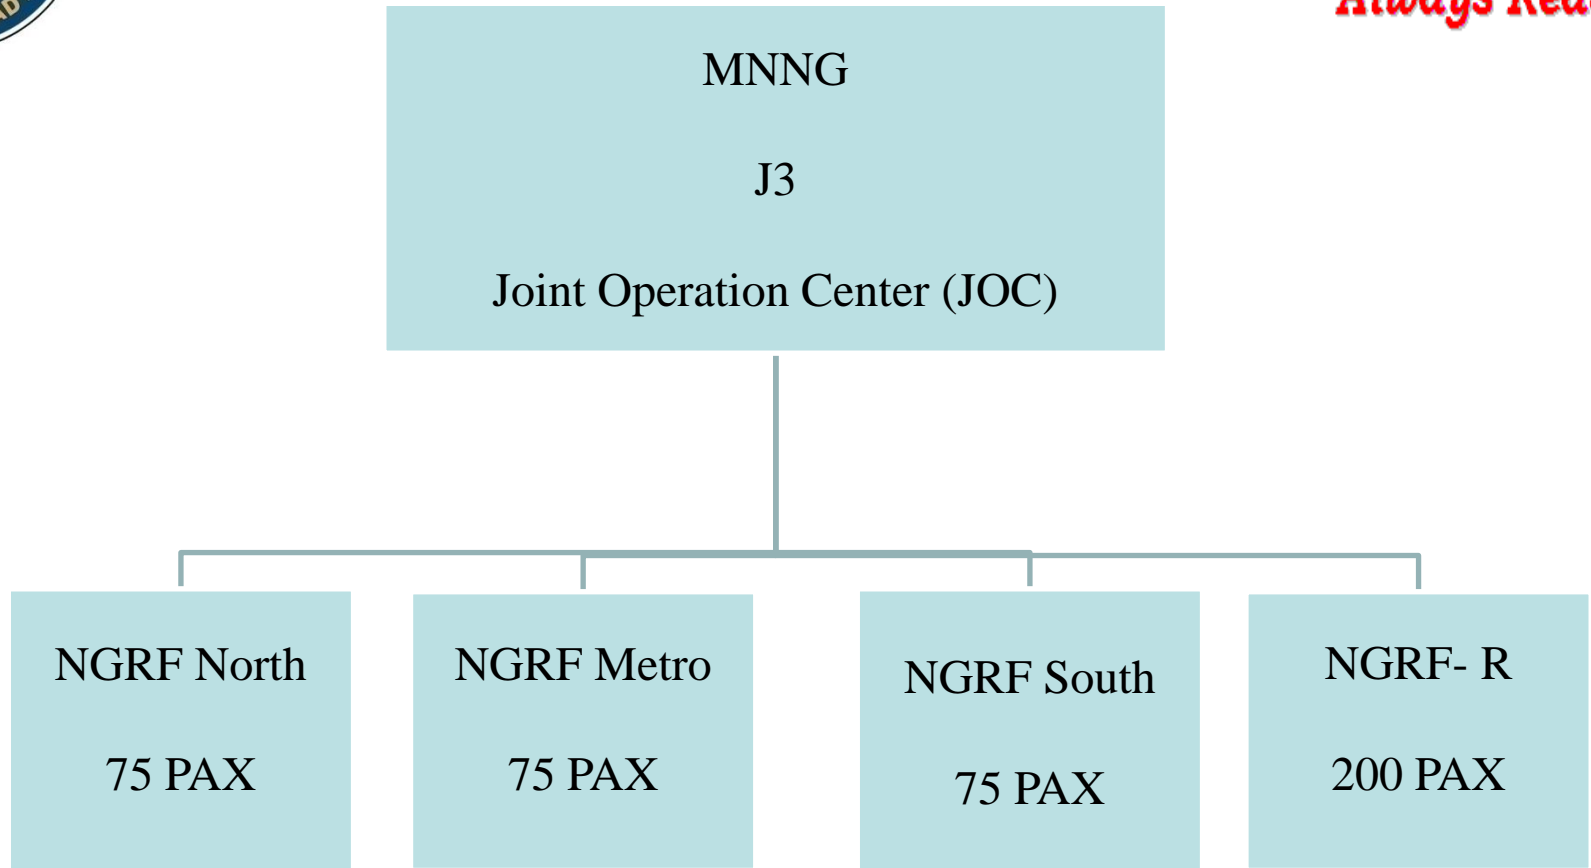 Always
MNNG
J3
Joint Operation Center (JOC)
NGRF North
75 PAX
NGRF Metro
75 PAX
NGRF South
75 PAX
NGRF- R
200 PAX